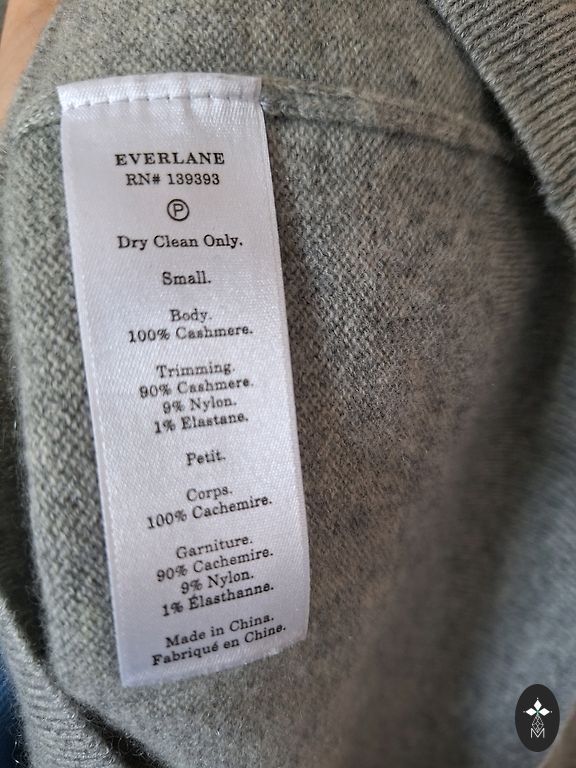 EVERLANE
RN# 139393
P
Dry Clean Only.
Small.
Body.
100% Cashmere.
Trimming.
90% Cashmere.
9% Nylon.
1% Elastane.
Petit.
Corps.
100% Cachemire.
Garniture.
90% Cachemire.
9% Nylon.
1% Élasthanne.
Made in China.
Fabriqué en Chine.
M